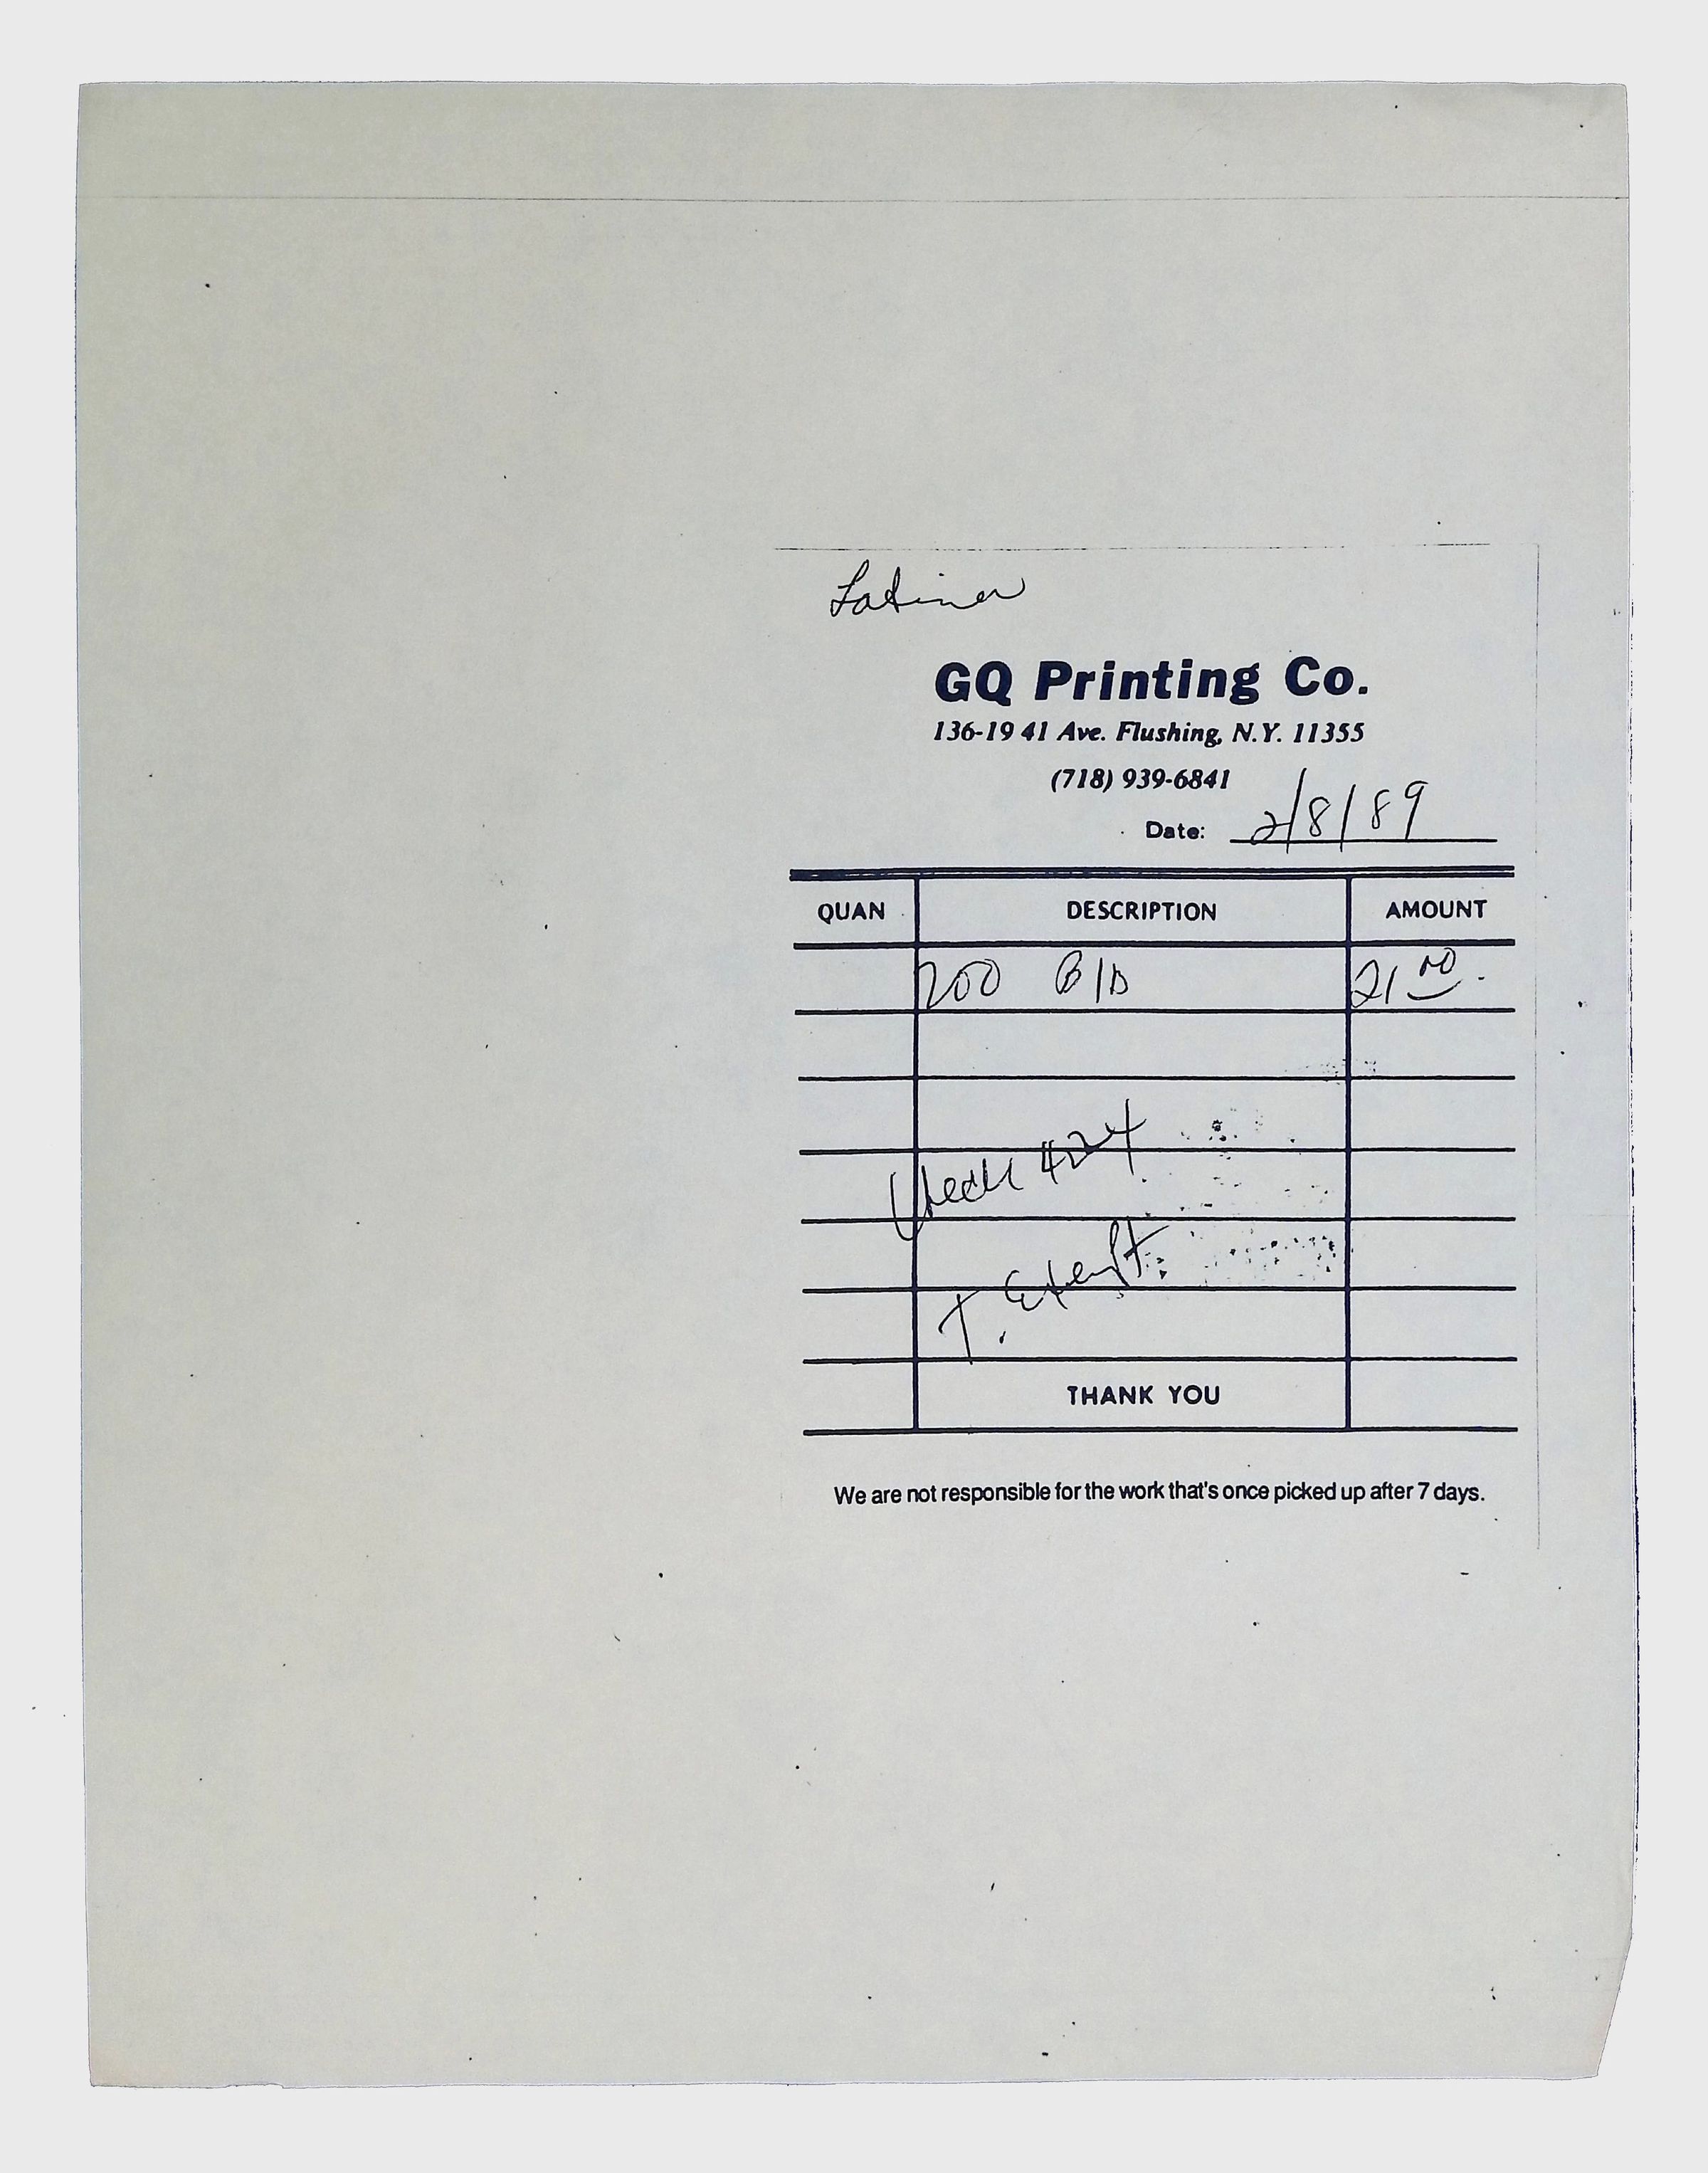 Latimer
GQ Printing Co.
136-19 41 Ave. Flushing, N.Y. 11355
(718) 939-6841
Date: 2/8/89
QUAN DESCRIPTION AMOUNT
200 B/D 21 00
Check 4224
T. Exempt
THANK YOU
We are not responsible for the work that's once picked up after 7 days.